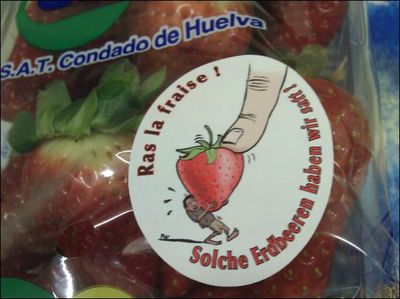 S.A.T. Condado de Huelva
Ras la fraise !
Solche Erdbeeren haben wir satt!